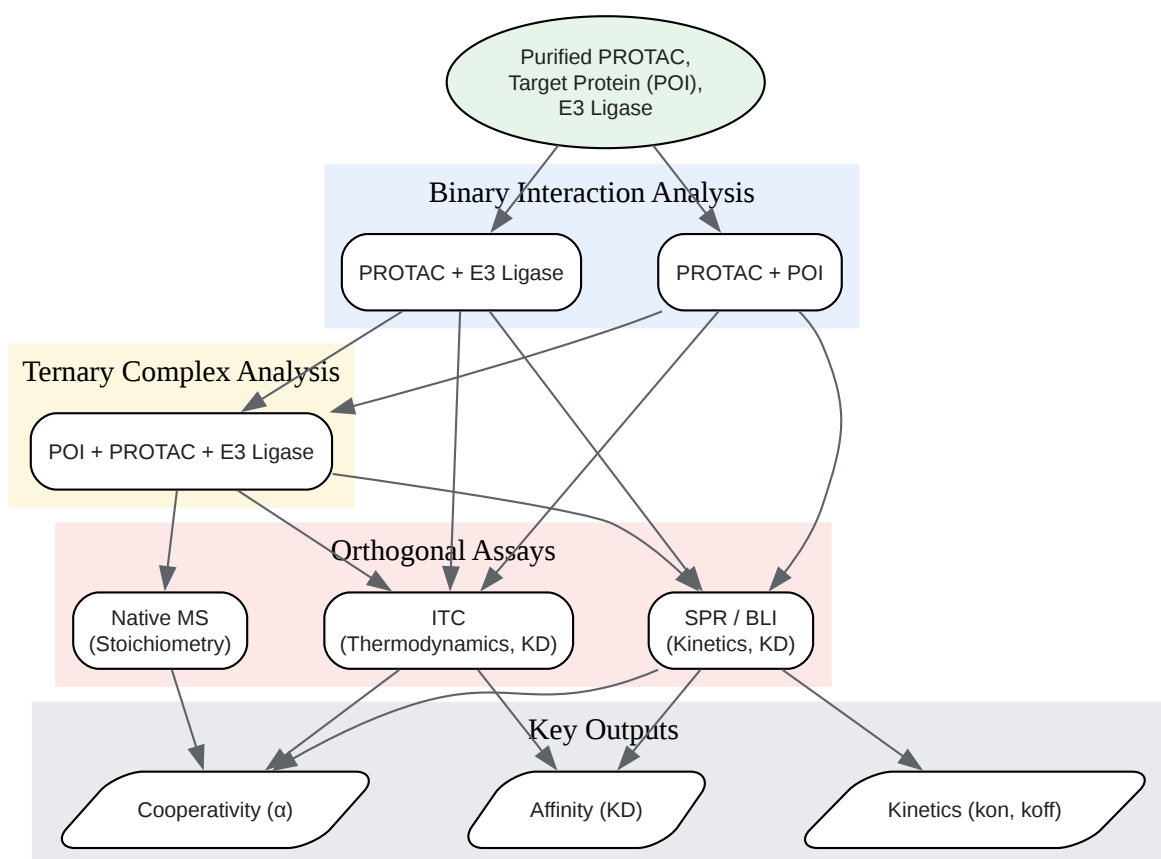 Purified PROTAC,
Target Protein (POI),
E3 Ligase
Binary Interaction Analysis
PROTAC + E3 Ligase
PROTAC + POI
Ternary Complex Analysis
POI + PROTAC + E3 Ligase
Orthogonal Assays
Native MS
(Stoichiometry)
ITC
(Thermodynamics, KD)
SPR / BLI
(Kinetics, KD)
Key Outputs
Cooperativity (α)
Affinity (KD)
Kinetics (kon, koff)